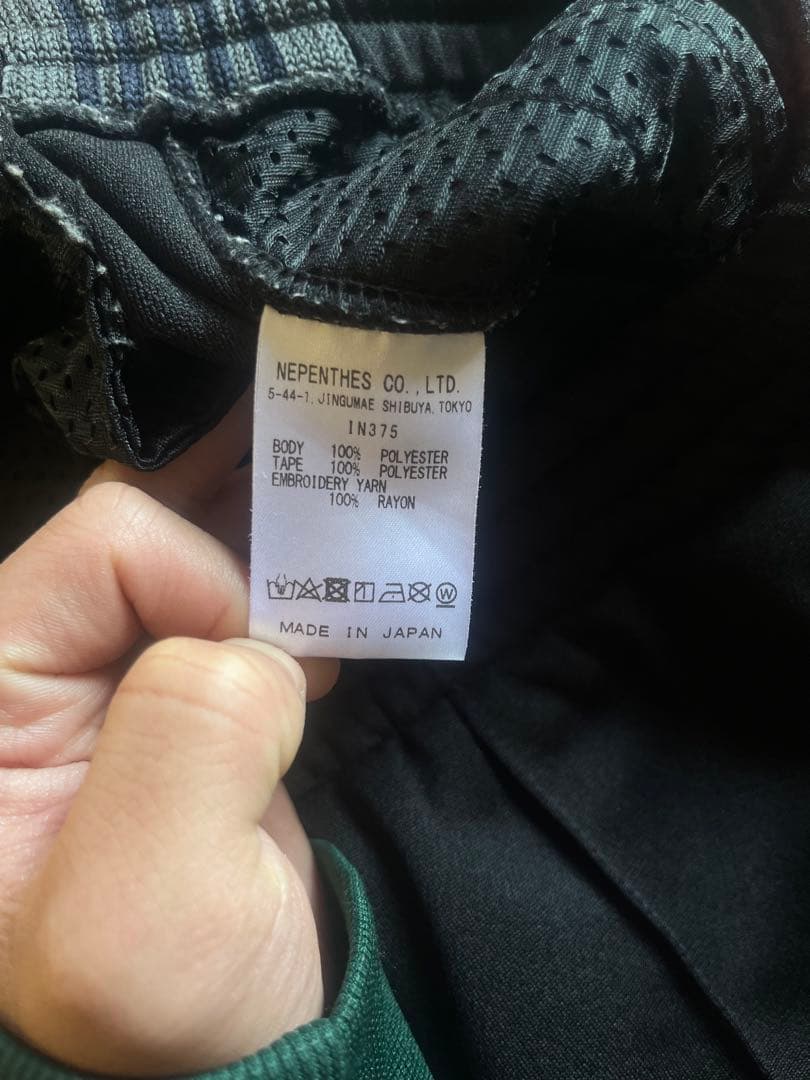 NEPENTHES CO.,LTD.
5-44-1. JINGUMAE SHIBUYA. TOKYO
IN375
BODY 100% POLYESTER
TAPE 100% POLYESTER
EMBROIDERY YARN
100% RAYON
W
MADE IN JAPAN